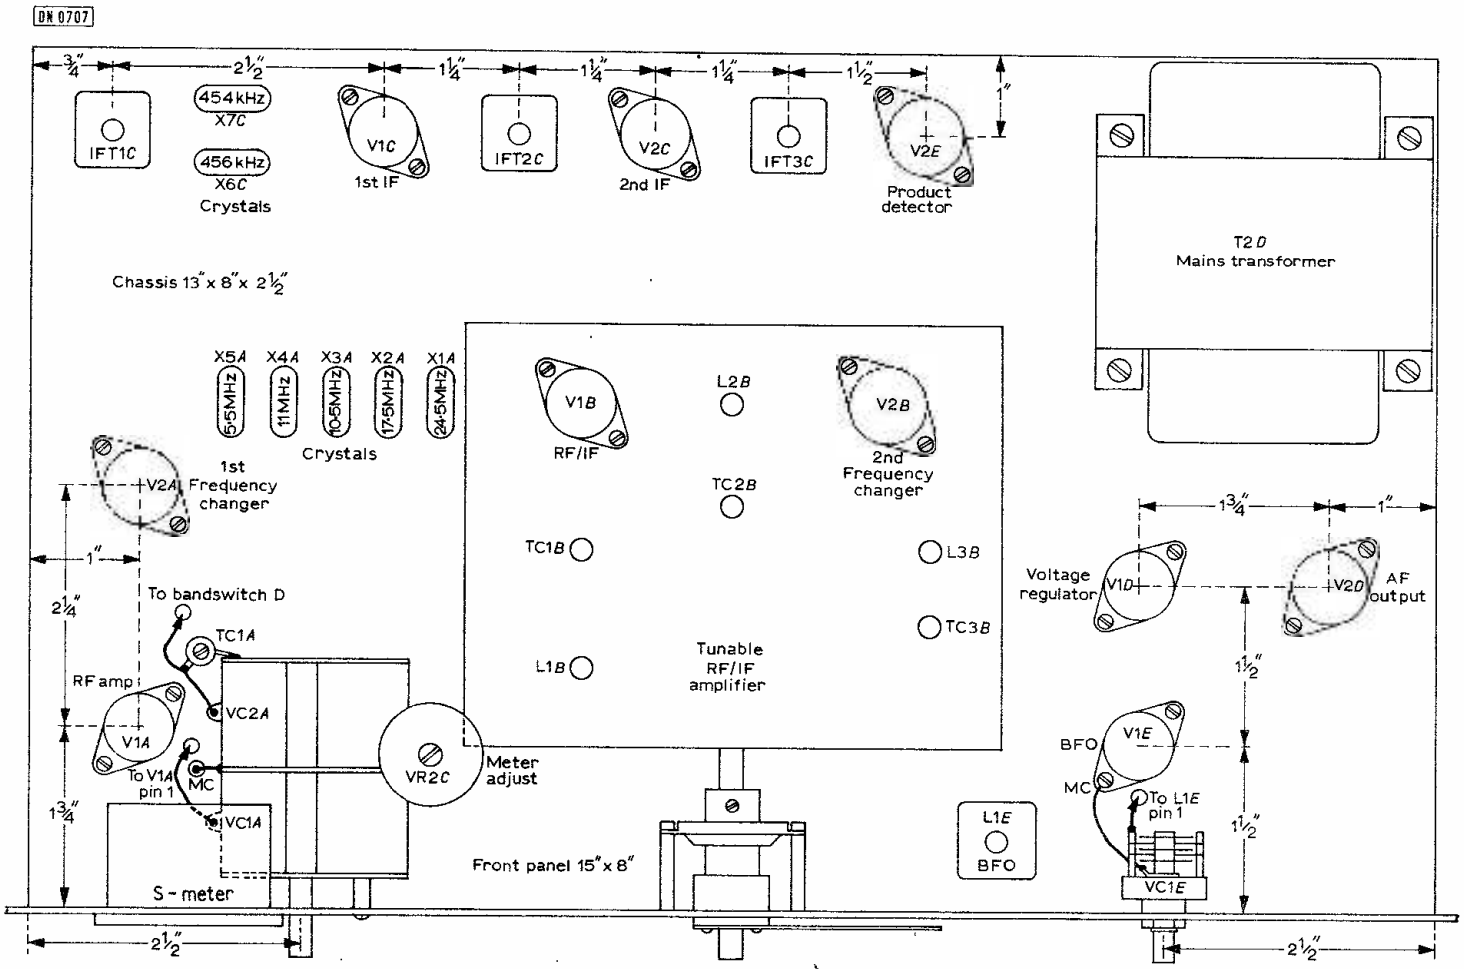 DN 0707
3/4"
2 1/2"
1 1/4"
1 1/4"
1 1/4"
1 1/2"
1"
IFT1C
454kHz
X7C
456kHz
X6C
Crystals
V1C
1st IF
IFT2C
V2C
2nd IF
IFT3C
V2E
Product
detector
T2D
Mains transformer
Chassis 13" x 8" x 2 1/2"
X5A
X4A
X3A
X2A
X1A
5·5MHz
11MHz
10·5MHz
17·5MHz
24·5MHz
Crystals
V1B
RF/IF
L2B
V2B
2nd
Frequency
changer
TC2B
TC1B
L3B
TC3B
L1B
Tunable
RF/IF
amplifier
V2A
1st
Frequency
changer
1"
2 1/4"
To bandswitch D
TC1A
RF amp
VC2A
V1A
To V1A
pin 1
MC
VC1A
1 3/4"
S-meter
VR2C
Meter
adjust
Front panel 15" x 8"
1 3/4"
1"
Voltage
regulator
V1D
V2D
AF
output
1 1/2"
BFO
V1E
MC
To L1E
pin 1
1 1/2"
L1E
BFO
VC1E
2 1/2"
2 1/2"